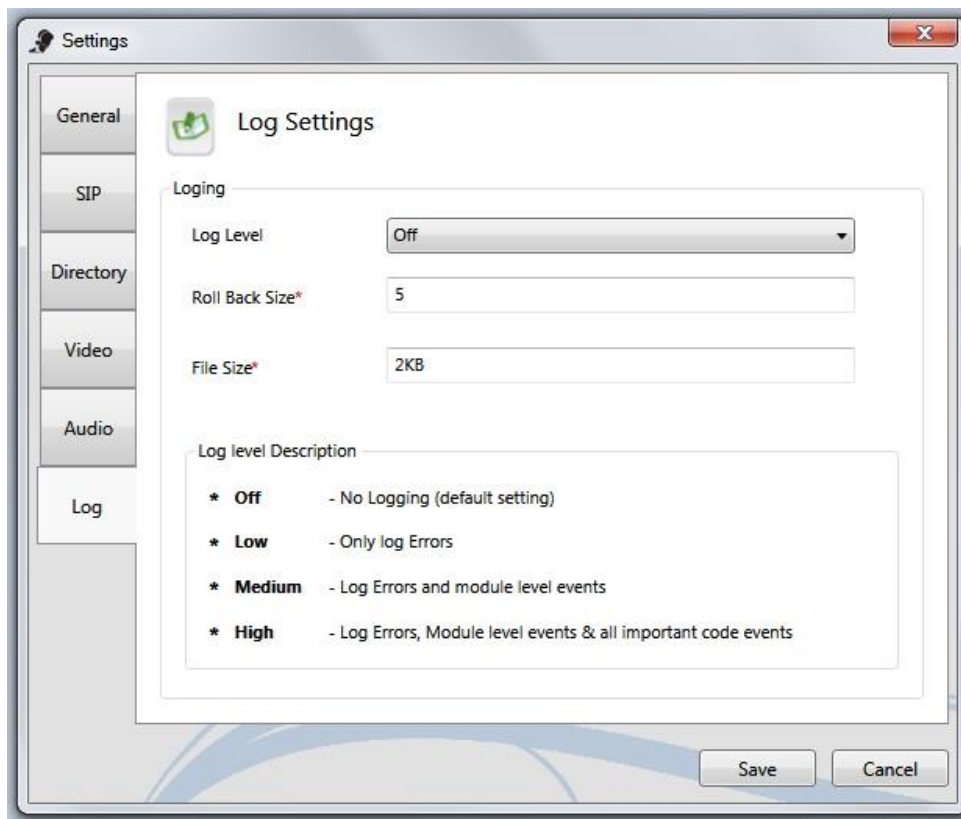 Settings
X
General
SIP
Directory
Video
Audio
Log
Log Settings
Loging
Log Level Off
Roll Back Size* 5
File Size* 2KB
Log level Description
* Off - No Logging (default setting)
* Low - Only log Errors
* Medium - Log Errors and module level events
* High - Log Errors, Module level events & all important code events
Save Cancel